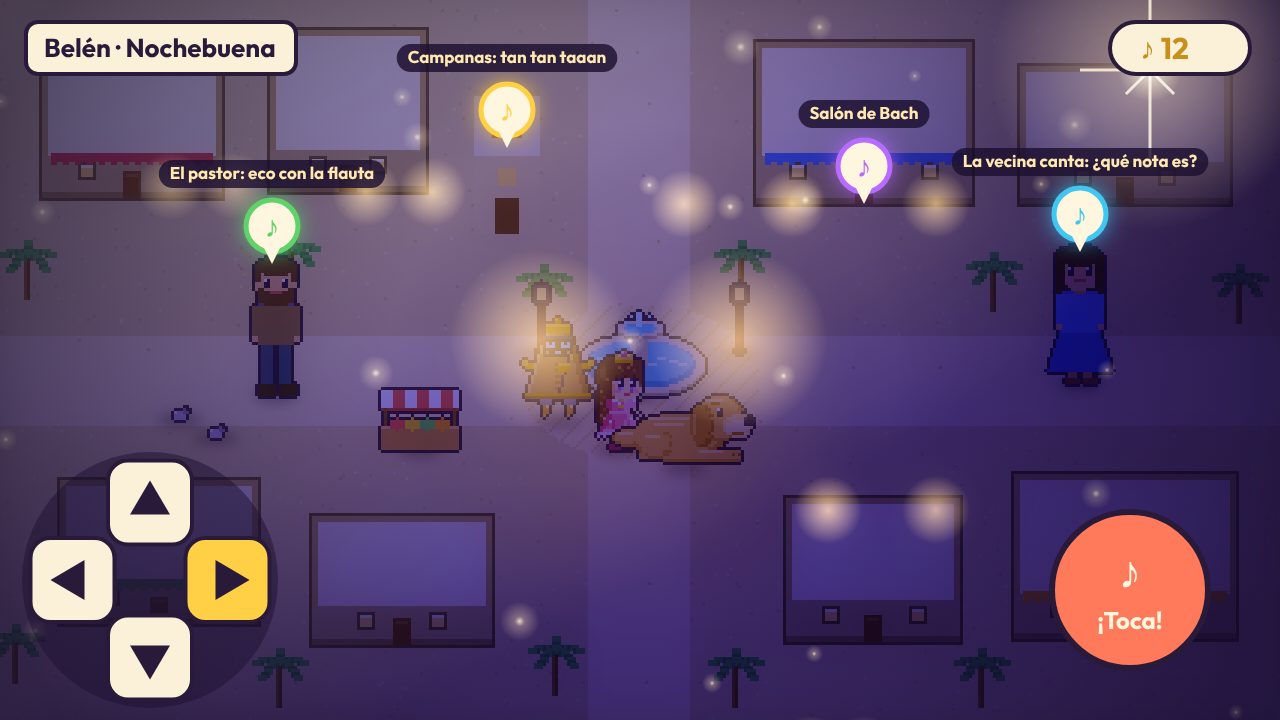 Belén · Nochebuena
Campanas: tan tan taaan
♪ 12
Salón de Bach
El pastor: eco con la flauta
La vecina canta: ¿qué nota es?
¡Toca!